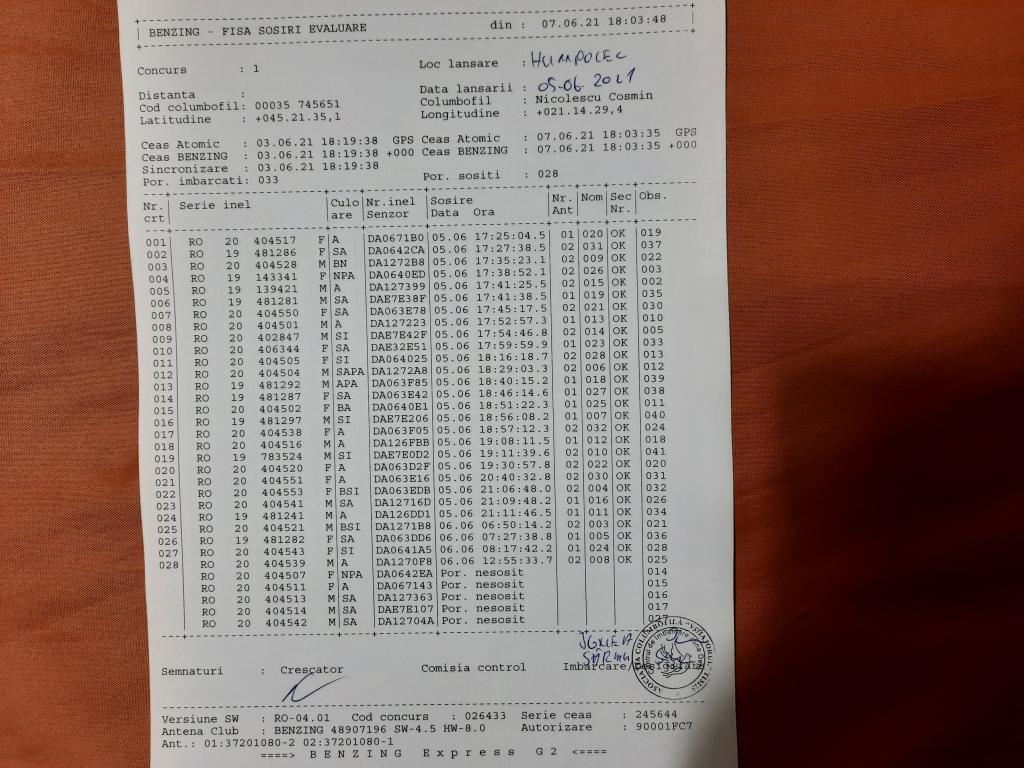 BENZING - FISA SOSIRI EVALUARE din : 07.06.21 18:03:48
Concurs : 1 Loc lansare : HUMPOLEC
Distanta : Data lansarii : 05-06. 2021
Cod columbofil: 00035 745651 Columbofil : Nicolescu Cosmin
Latitudine : +045.21.35,1 Longitudine : +021.14.29,4
Ceas Atomic : 03.06.21 18:19:38 GPS Ceas Atomic : 07.06.21 18:03:35 GPS
Ceas BENZING : 03.06.21 18:19:38 +000 Ceas BENZING : 07.06.21 18:03:35 +000
Sincronizare : 03.06.21 18:19:38
Por. imbarcati: 033 Por. sositi : 028
Nr. Serie inel Culo Nr.inel Sosire Nr. Nom Sec Obs.
crt are Senzor Data Ora Ant Nr.
001 RO 20 404517 F A DA0671B0 05.06 17:25:04.5 01 020 OK 019
002 RO 19 481286 F SA DA0642CA 05.06 17:27:38.5 02 031 OK 037
003 RO 20 404528 M BN DA1272B8 05.06 17:35:23.1 02 009 OK 022
004 RO 19 143341 F NPA DA0640ED 05.06 17:38:52.1 02 026 OK 003
005 RO 19 139421 M A DA127399 05.06 17:41:25.5 02 015 OK 002
006 RO 19 481281 M SA DAE7E38F 05.06 17:41:38.5 01 019 OK 035
007 RO 20 404550 F SA DA063E78 05.06 17:45:17.5 02 021 OK 030
008 RO 20 404501 M A DA127223 05.06 17:52:57.3 01 013 OK 010
009 RO 20 402847 M SI DAE7E42F 05.06 17:54:46.8 02 014 OK 005
010 RO 20 406344 F SA DAE32E51 05.06 17:59:59.9 01 023 OK 033
011 RO 20 404505 F SI DA064025 05.06 18:16:18.7 02 028 OK 013
012 RO 20 404504 M SAPA DA1272A8 05.06 18:29:03.3 02 006 OK 012
013 RO 19 481292 M APA DA063F85 05.06 18:40:15.2 01 018 OK 039
014 RO 19 481287 F SA DA063E42 05.06 18:46:14.6 01 027 OK 038
015 RO 20 404502 F BA DA0640E1 05.06 18:51:22.3 01 025 OK 011
016 RO 19 481297 M SI DAE7E206 05.06 18:56:08.2 01 007 OK 040
017 RO 20 404538 F A DA063F05 05.06 18:57:12.3 02 032 OK 024
018 RO 20 404516 M A DA126FBB 05.06 19:08:11.5 01 012 OK 018
019 RO 19 783524 M SI DAE7E0D2 05.06 19:11:39.6 02 010 OK 041
020 RO 20 404520 F A DA063D2F 05.06 19:30:57.8 02 022 OK 020
021 RO 20 404551 F A DA063E16 05.06 20:40:32.8 02 030 OK 031
022 RO 20 404553 F BSI DA063EDB 05.06 21:06:48.0 02 004 OK 032
023 RO 20 404541 M SA DA12716D 05.06 21:09:48.2 01 016 OK 026
024 RO 19 481241 M A DA126DD1 05.06 21:11:46.5 01 011 OK 034
025 RO 20 404521 M BSI DA1271B8 06.06 06:50:14.2 02 003 OK 021
026 RO 19 481282 F SA DA063DD6 06.06 07:27:38.8 01 005 OK 036
027 RO 20 404543 F SI DA0641A5 06.06 08:17:42.2 01 024 OK 028
028 RO 20 404539 M A DA1270F8 06.06 12:55:33.7 02 008 OK 025
RO 20 404507 F NPA DA0642EA Por. nesosit 014
RO 20 404511 F A DA067143 Por. nesosit 015
RO 20 404513 M SA DA127363 Por. nesosit 016
RO 20 404514 M SA DAE7E107 Por. nesosit 017
RO 20 404542 M SA DA12704A Por. nesosit 027
Semnaturi : Crescator Comisia control Imbarcare/
ASOCIATIA COLUMBOFILA "VIITORUL" TIMIS
Versiune SW : RO-04.01 Cod concurs : 026433 Serie ceas : 245644
Antena Club : BENZING 48907196 SW-4.5 HW-8.0 Autorizare : 90001FC7
Ant.: 01:37201080-2 02:37201080-1
====> B E N Z I N G E x p r e s s G 2 <====